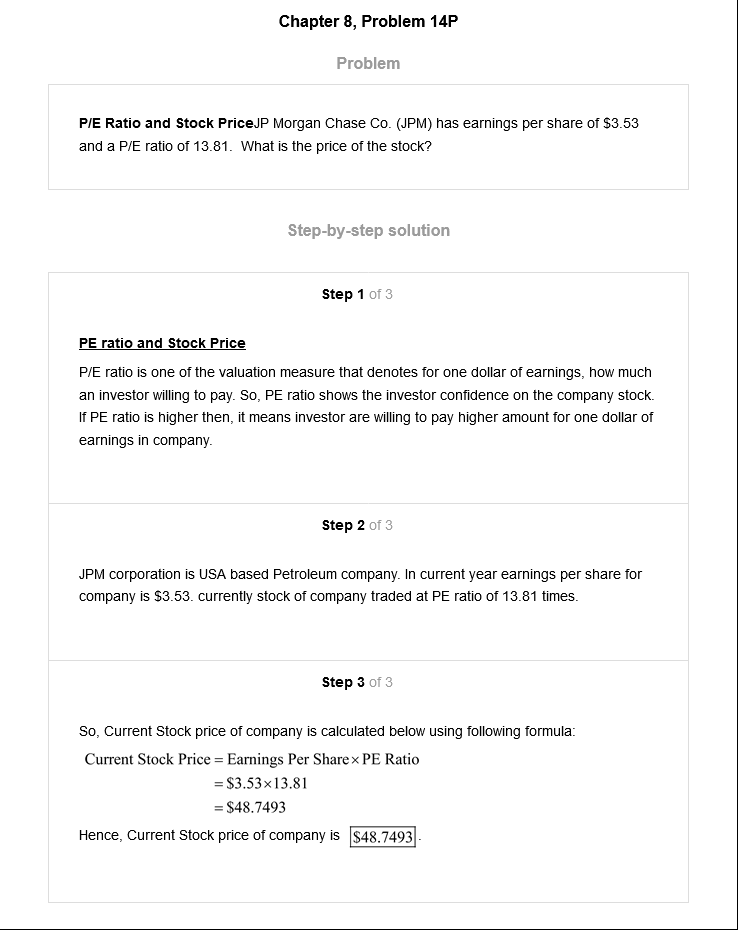 Chapter 8, Problem 14P
Problem
P/E Ratio and Stock PriceJP Morgan Chase Co. (JPM) has earnings per share of $3.53
and a P/E ratio of 13.81.  What is the price of the stock?
Step-by-step solution
Step 1 of 3
PE ratio and Stock Price
P/E ratio is one of the valuation measure that denotes for one dollar of earnings, how much
an investor willing to pay. So, PE ratio shows the investor confidence on the company stock.
If PE ratio is higher then, it means investor are willing to pay higher amount for one dollar of
earnings in company.
Step 2 of 3
JPM corporation is USA based Petroleum company. In current year earnings per share for
company is $3.53. currently stock of company traded at PE ratio of 13.81 times.
Step 3 of 3
So, Current Stock price of company is calculated below using following formula:
Current Stock Price = Earnings Per Share × PE Ratio
= $3.53×13.81
= $48.7493
Hence, Current Stock price of company is $48.7493.